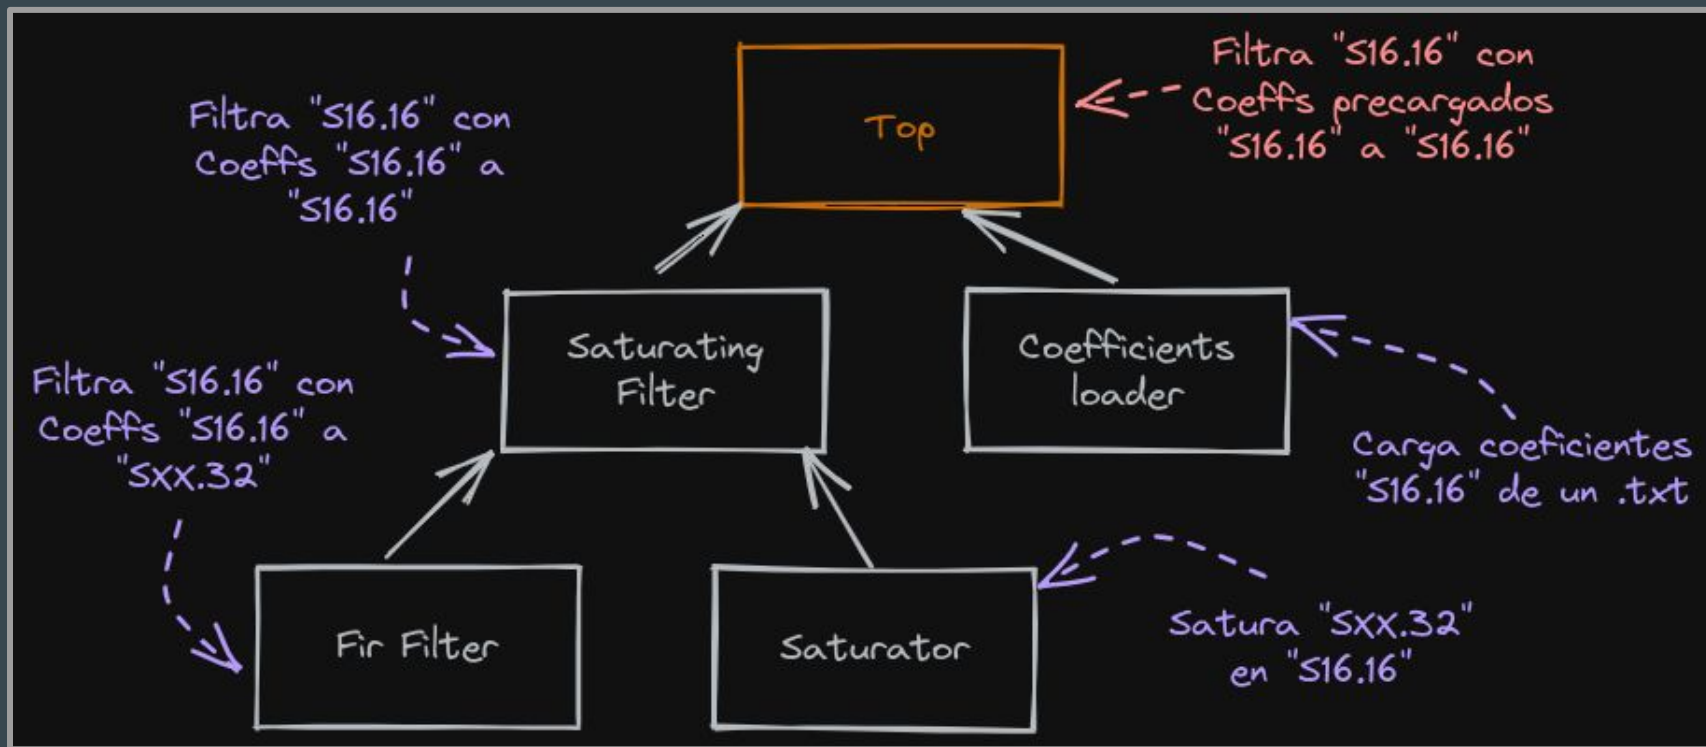 Filtra "S16.16" con
Coeffs precargados
"S16.16" a "S16.16"
Top
Filtra "S16.16" con
Coeffs "S16.16" a
"S16.16"
Saturating
Filter
Coefficients
loader
Filtra "S16.16" con
Coeffs "S16.16" a
"SXX.32"
Carga coeficientes
"S16.16" de un .txt
Fir Filter
Saturator
Satura "SXX.32"
en "S16.16"